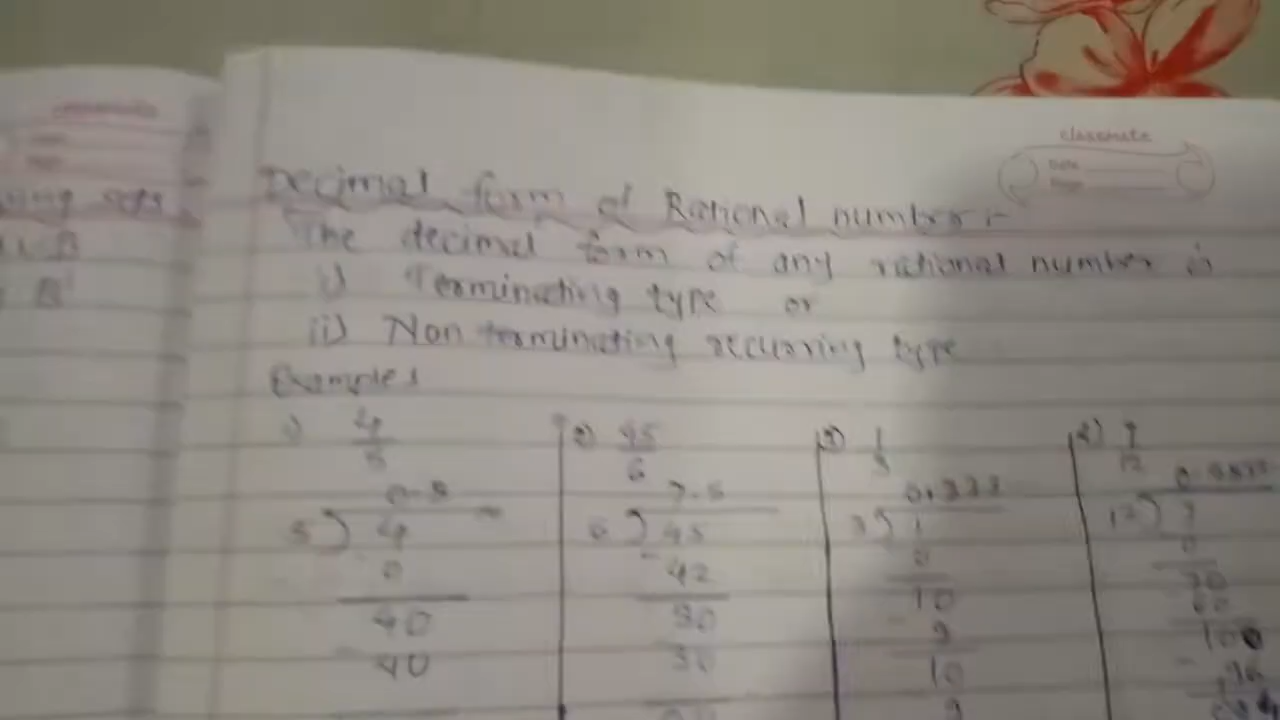 classmate
Date
Page
Decimal form of Rational number :-
The decimal form of any rational number is
i) Terminating type or
ii) Non terminating recurring type
Examples
1) 4/5 2) 45/6 3) 1/3 4) 7/12
0.8 7.5 0.333
5) 4 6) 45 3) 1 12) 7
0 42 0 0
40 30 10 70
40 30 9 60
10 100
9 96